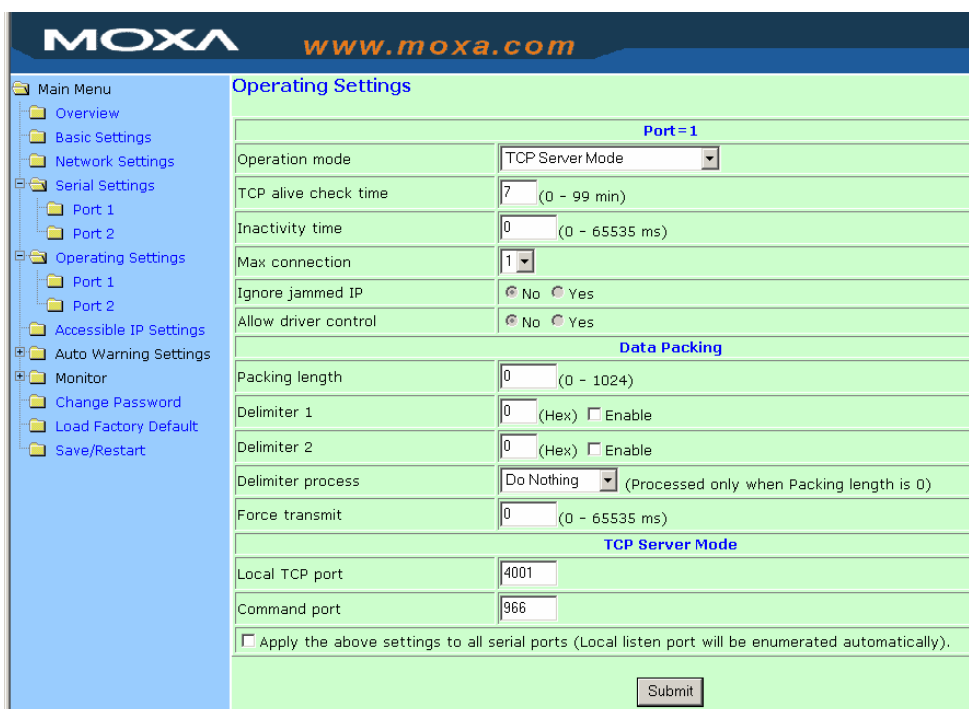 MOXA www.moxa.com
Main Menu
Overview
Basic Settings
Network Settings
Serial Settings
Port 1
Port 2
Operating Settings
Port 1
Port 2
Accessible IP Settings
Auto Warning Settings
Monitor
Change Password
Load Factory Default
Save/Restart
Operating Settings
Port=1
Operation mode TCP Server Mode
TCP alive check time 7 (0 - 99 min)
Inactivity time 0 (0 - 65535 ms)
Max connection 1
Ignore jammed IP No Yes
Allow driver control No Yes
Data Packing
Packing length 0 (0 - 1024)
Delimiter 1 0 (Hex) Enable
Delimiter 2 0 (Hex) Enable
Delimiter process Do Nothing (Processed only when Packing length is 0)
Force transmit 0 (0 - 65535 ms)
TCP Server Mode
Local TCP port 4001
Command port 966
Apply the above settings to all serial ports (Local listen port will be enumerated automatically).
Submit